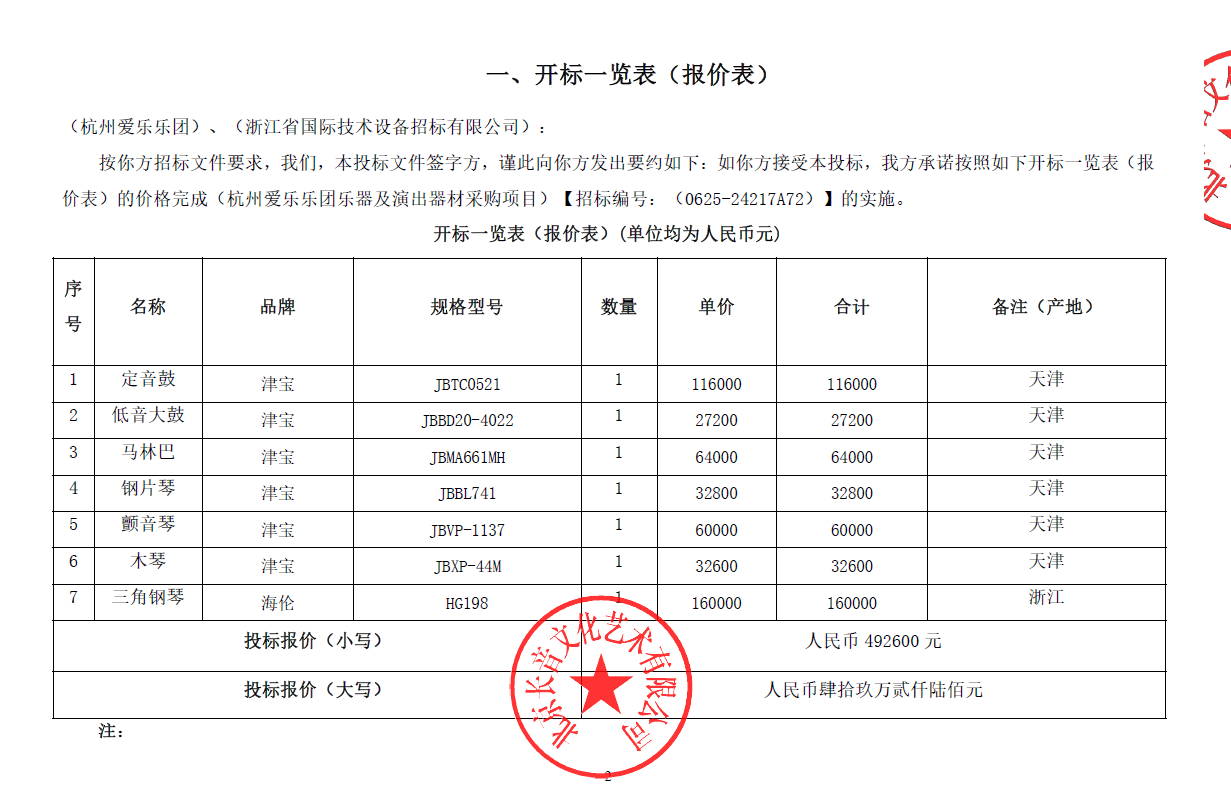 一、开标一览表（报价表）
（杭州爱乐乐团）、（浙江省国际技术设备招标有限公司）:
按你方招标文件要求，我们，本投标文件签字方，谨此向你方发出要约如下：如你方接受本投标，我方承诺按照如下开标一览表（报
价表）的价格完成（杭州爱乐乐团乐器及演出器材采购项目）【招标编号：（0625-24217A72）】的实施。
开标一览表（报价表）(单位均为人民币元)
序号 名称 品牌 规格型号 数量 单价 合计 备注（产地）
1 定音鼓 津宝 JBTC0521 1 116000 116000 天津
2 低音大鼓 津宝 JBBD20-4022 1 27200 27200 天津
3 马林巴 津宝 JBMA661MH 1 64000 64000 天津
4 钢片琴 津宝 JBBL741 1 32800 32800 天津
5 颤音琴 津宝 JBVP-1137 1 60000 60000 天津
6 木琴 津宝 JBXP-44M 1 32600 32600 天津
7 三角钢琴 海伦 HG198 1 160000 160000 浙江
投标报价（小写） 人民币 492600 元
投标报价（大写） 人民币肆拾玖万贰仟陆佰元
北京长音文化艺术有限公司
注：
2